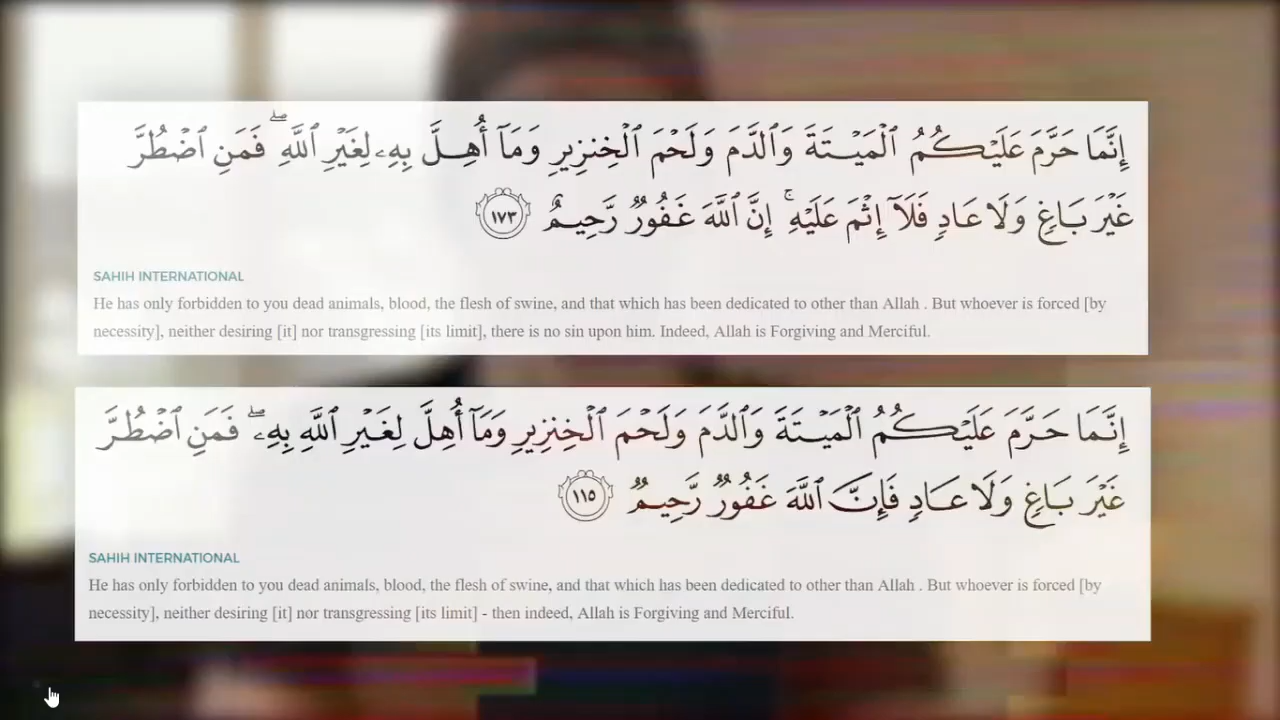 إِنَّمَا حَرَّمَ عَلَيْكُمُ ٱلْمَيْتَةَ وَٱلدَّمَ وَلَحْمَ ٱلْخِنزِيرِ وَمَآ أُهِلَّ بِهِۦ لِغَيْرِ ٱللَّهِ ۖ فَمَنِ ٱضْطُرَّ
غَيْرَ بَاغٍ وَلَا عَادٍ فَلَآ إِثْمَ عَلَيْهِ ۚ إِنَّ ٱللَّهَ غَفُورٌ رَّحِيمٌ ١٧٣
SAHIH INTERNATIONAL
He has only forbidden to you dead animals, blood, the flesh of swine, and that which has been dedicated to other than Allah . But whoever is forced [by
necessity], neither desiring [it] nor transgressing [its limit], there is no sin upon him. Indeed, Allah is Forgiving and Merciful.
إِنَّمَا حَرَّمَ عَلَيْكُمُ ٱلْمَيْتَةَ وَٱلدَّمَ وَلَحْمَ ٱلْخِنزِيرِ وَمَآ أُهِلَّ لِغَيْرِ ٱللَّهِ بِهِۦ ۖ فَمَنِ ٱضْطُرَّ
غَيْرَ بَاغٍ وَلَا عَادٍ فَإِنَّ ٱللَّهَ غَفُورٌ رَّحِيمٌ ١١٥
SAHIH INTERNATIONAL
He has only forbidden to you dead animals, blood, the flesh of swine, and that which has been dedicated to other than Allah . But whoever is forced [by
necessity], neither desiring [it] nor transgressing [its limit] - then indeed, Allah is Forgiving and Merciful.